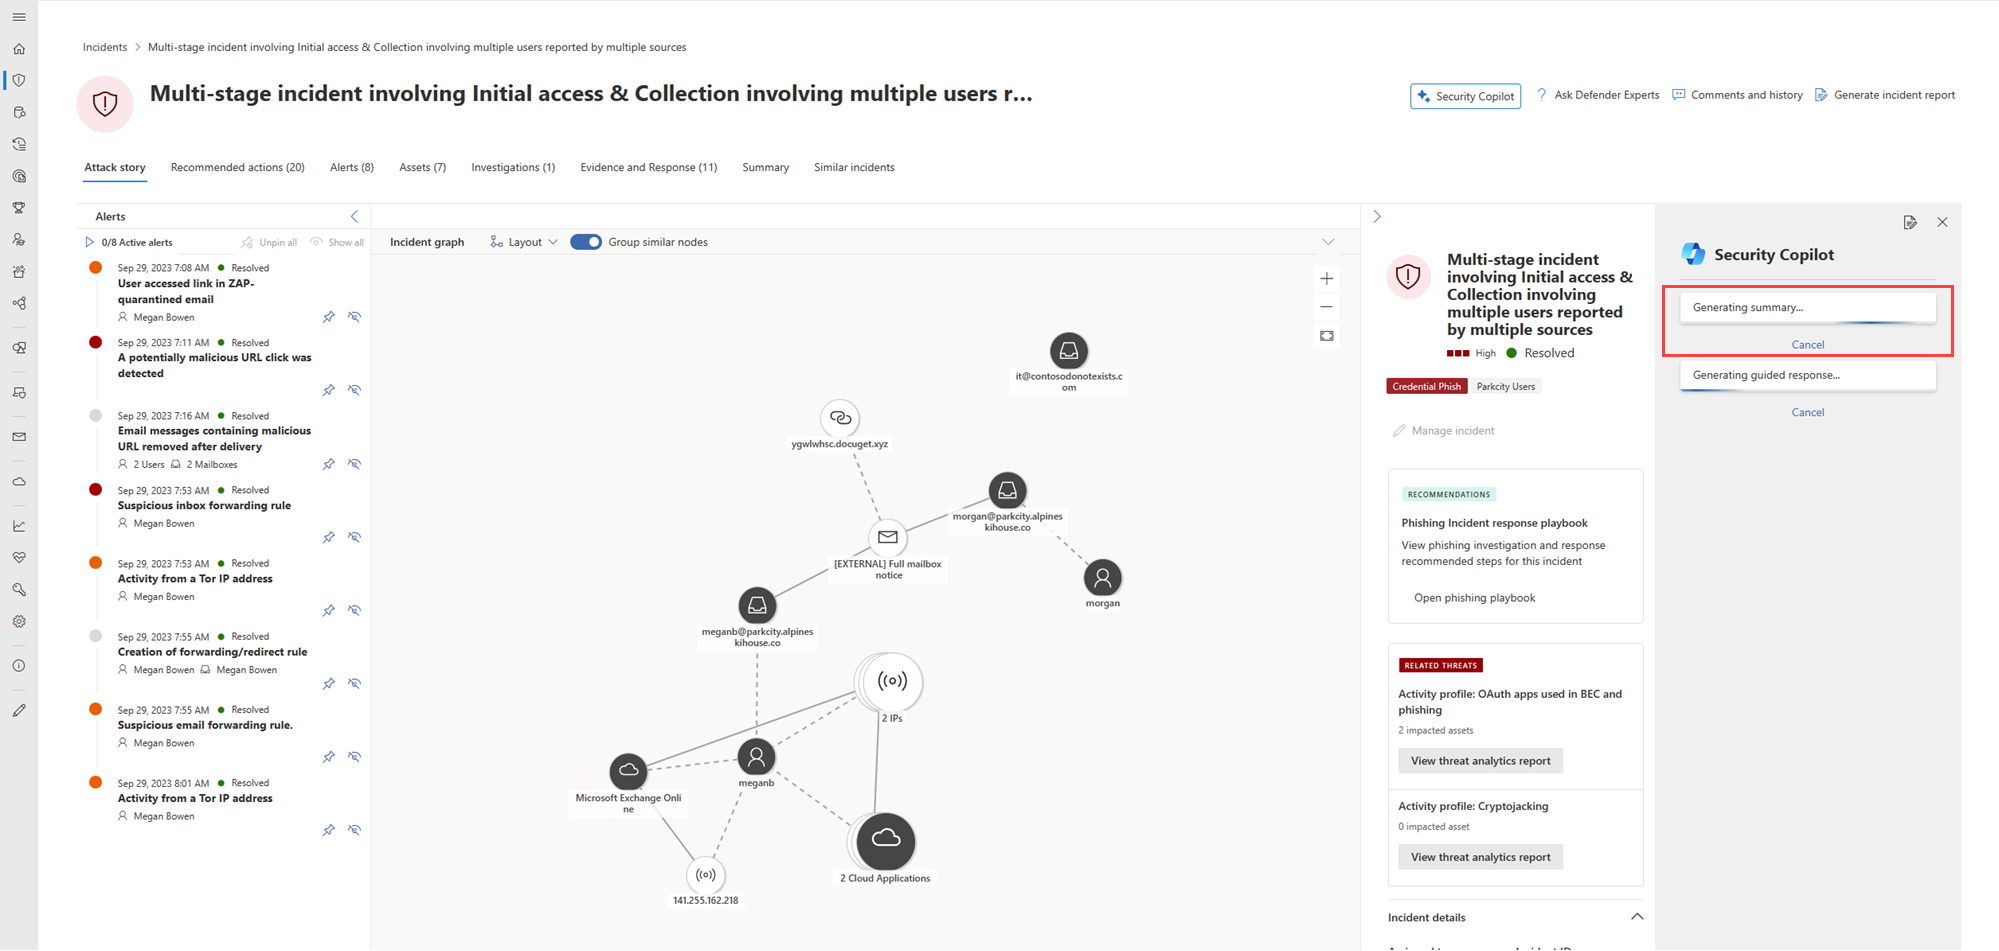 Incidents > Multi-stage incident involving Initial access & Collection involving multiple users reported by multiple sources
Multi-stage incident involving Initial access & Collection involving multiple users r...
Security Copilot
? Ask Defender Experts
Comments and history
Generate incident report
Attack story
Recommended actions (20)
Alerts (8)
Assets (7)
Investigations (1)
Evidence and Response (11)
Summary
Similar incidents
Alerts
0/8 Active alerts
Unpin all
Show all
Sep 29, 2023 7:08 AM Resolved
User accessed link in ZAP-
quarantined email
Megan Bowen
Sep 29, 2023 7:11 AM Resolved
A potentially malicious URL click was
detected
Sep 29, 2023 7:16 AM Resolved
Email messages containing malicious
URL removed after delivery
2 Users 2 Mailboxes
Sep 29, 2023 7:53 AM Resolved
Suspicious inbox forwarding rule
Megan Bowen
Sep 29, 2023 7:53 AM Resolved
Activity from a Tor IP address
Megan Bowen
Sep 29, 2023 7:55 AM Resolved
Creation of forwarding/redirect rule
Megan Bowen Megan Bowen
Sep 29, 2023 7:55 AM Resolved
Suspicious email forwarding rule.
Megan Bowen
Sep 29, 2023 8:01 AM Resolved
Activity from a Tor IP address
Megan Bowen
Incident graph
Layout
Group similar nodes
it@contosodonotexists.c
om
ygwlwhsc.docuget.xyz
morgan@parkcity.alpines
kihouse.co
[EXTERNAL] Full mailbox
notice
morgan
meganb@parkcity.alpines
kihouse.co
2 IPs
meganb
Microsoft Exchange Onli
ne
2 Cloud Applications
141.255.162.218
Multi-stage incident
involving Initial access &
Collection involving
multiple users reported
by multiple sources
High Resolved
Credential Phish
Parkcity Users
Manage incident
RECOMMENDATIONS
Phishing Incident response playbook
View phishing investigation and response
recommended steps for this incident
Open phishing playbook
RELATED THREATS
Activity profile: OAuth apps used in BEC and
phishing
2 impacted assets
View threat analytics report
Activity profile: Cryptojacking
0 impacted asset
View threat analytics report
Incident details
Security Copilot
Generating summary...
Cancel
Generating guided response...
Cancel